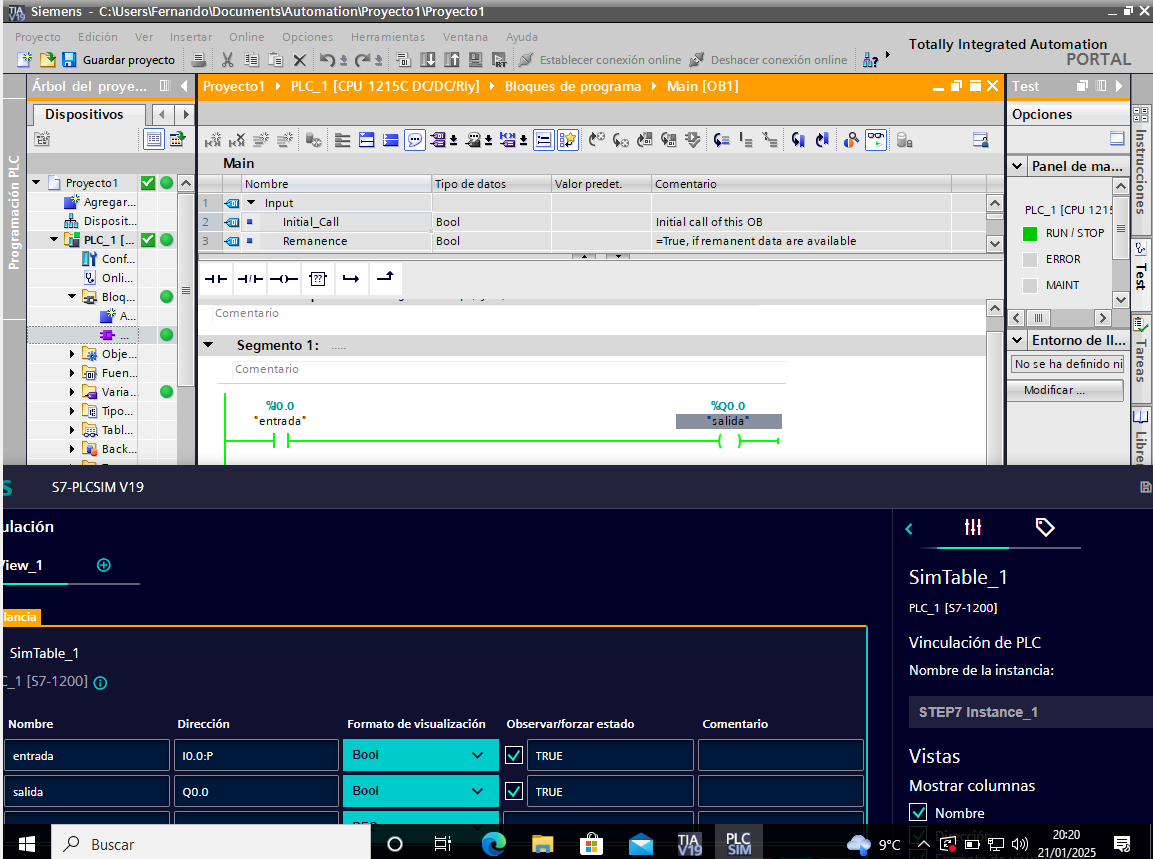 Siemens - C:\Users\Fernando\Documents\Automation\Proyecto1\Proyecto1
Proyecto Edición Ver Insertar Online Opciones Herramientas Ventana Ayuda
Totally Integrated Automation
PORTAL
Guardar proyecto Establecer conexión online Deshacer conexión online
Árbol del proye...
Proyecto1 PLC_1 [CPU 1215C DC/DC/Rly] Bloques de programa Main [OB1]
Test
Dispositivos
Opciones
Programación PLC
Main
Nombre Tipo de datos Valor predet. Comentario
1 Input
2 Initial_Call Bool Initial call of this OB
3 Remanence Bool =True, if remanent data are available
Proyecto1
Agregar...
Disposit...
PLC_1 [...
Conf...
Onli...
Bloq...
A...
...
Obje...
Fuen...
Varia...
Tipo...
Tabl...
Back...
Panel de ma...
PLC_1 [CPU 1215
RUN / STOP
ERROR
MAINT
Entorno de ll...
No se ha definido ni
Modificar ...
Instrucciones
Test
Tareas
Libre
Comentario
Segmento 1: .....
Comentario
%I0.0
"entrada"
%Q0.0
"salida"
S7-PLCSIM V19
ulación
View_1
lancia
SimTable_1
C_1 [S7-1200]
Nombre Dirección Formato de visualización Observar/forzar estado Comentario
entrada I0.0:P Bool TRUE
salida Q0.0 Bool TRUE
SimTable_1
PLC_1 [S7-1200]
Vinculación de PLC
Nombre de la instancia:
STEP7 Instance_1
Vistas
Mostrar columnas
Nombre
Dirección
Buscar
TIA
V19
PLC
SIM
9°C
20:20
21/01/2025